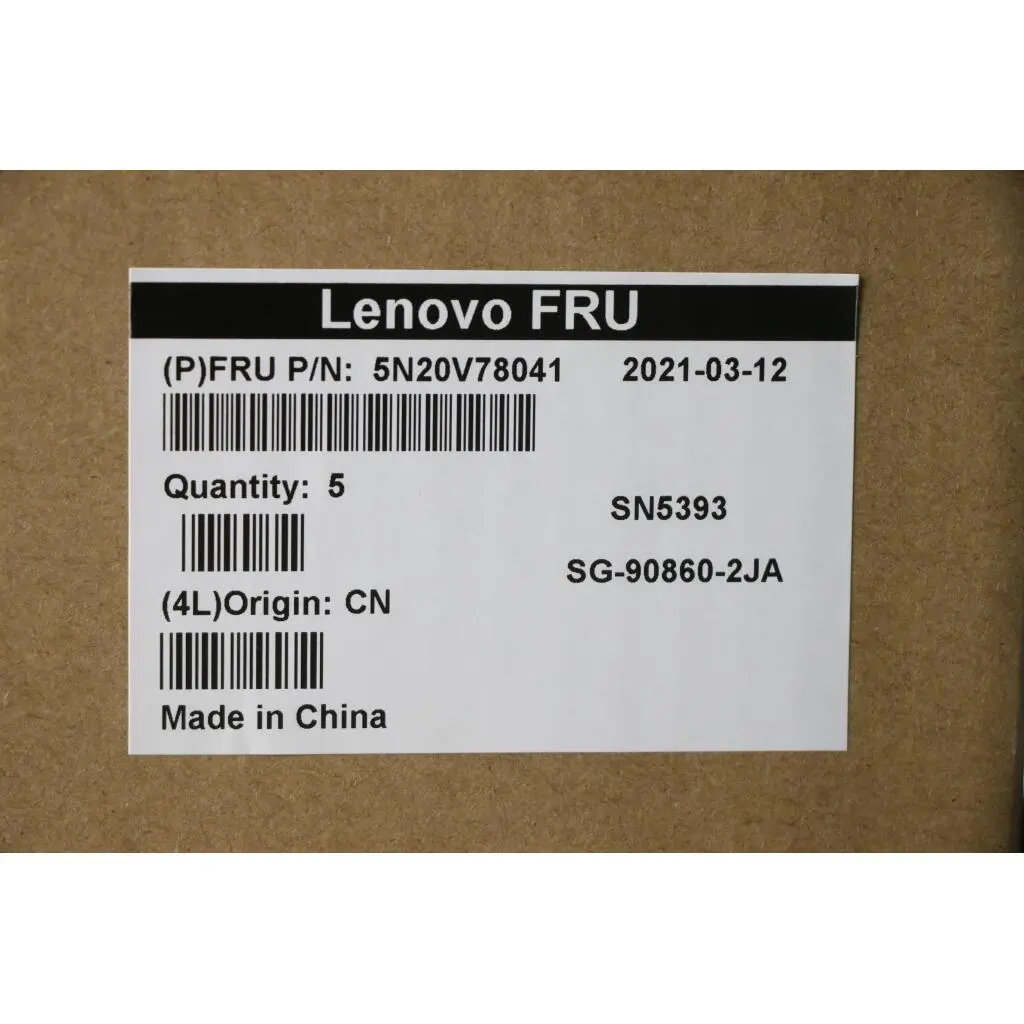 Lenovo FRU
(P)FRU P/N: 5N20V78041 2021-03-12
Quantity: 5
SN5393
SG-90860-2JA
(4L)Origin: CN
Made in China